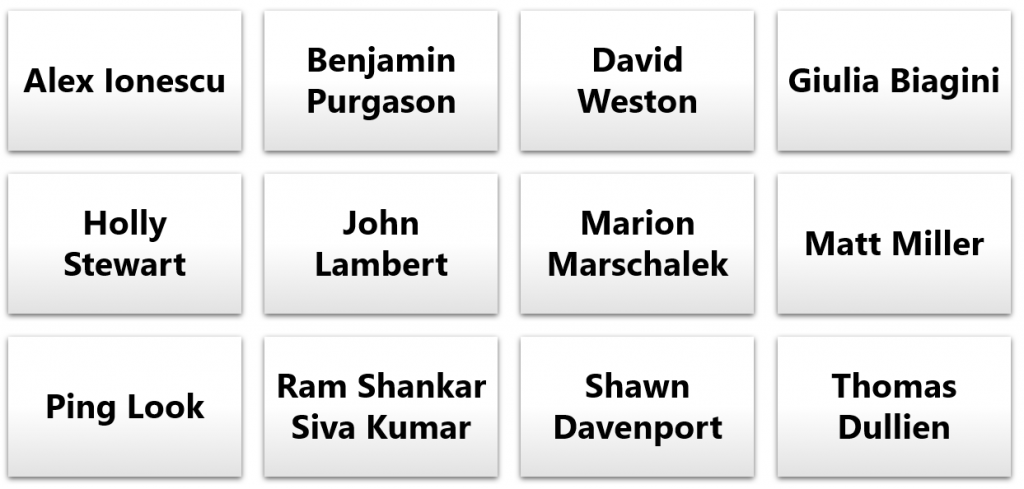 Alex Ionescu
Benjamin
Purgason
David
Weston
Giulia Biagini
Holly
Stewart
John
Lambert
Marion
Marschalek
Matt Miller
Ping Look
Ram Shankar
Siva Kumar
Shawn
Davenport
Thomas
Dullien